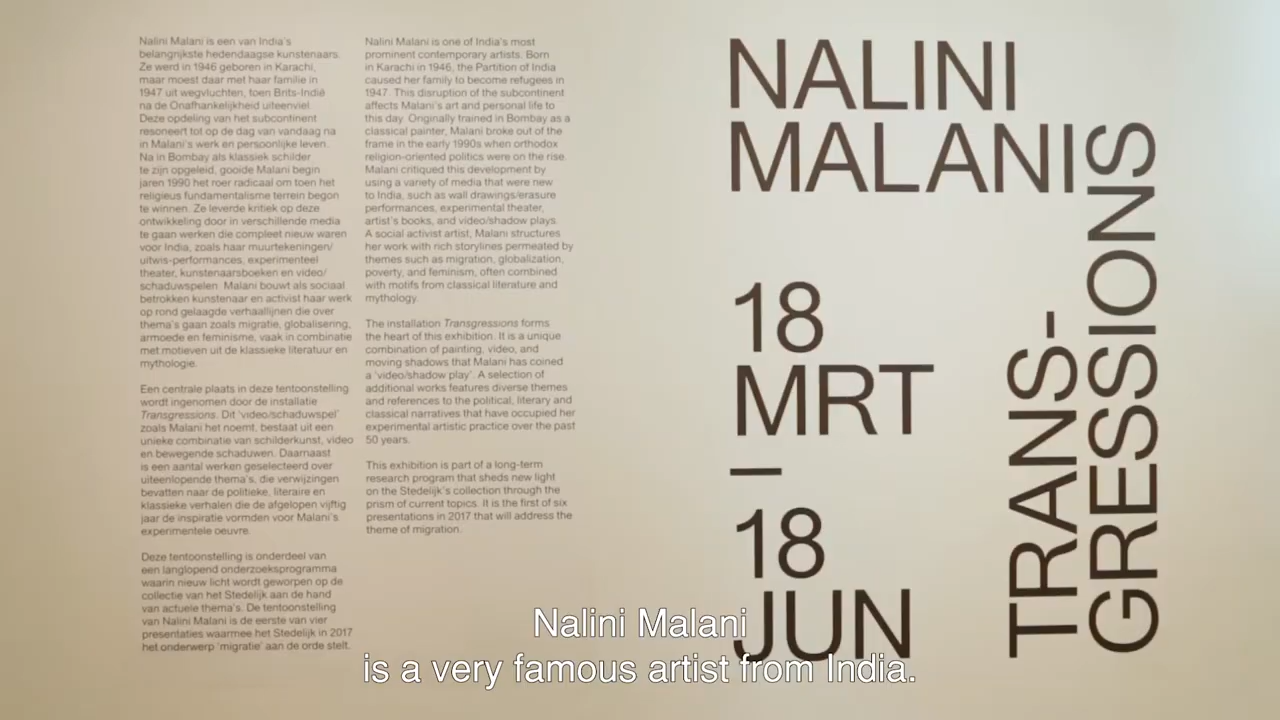 Nalini Malani is een van India's
belangrijkste hedendaagse kunstenaars.
Ze werd in 1946 geboren in Karachi,
maar moest daar met haar familie in
1947 uit wegvluchten, toen Brits-Indië
na de Onafhankelijkheid uiteenviel.
Deze opdeling van het subcontinent
resoneert tot op de dag van vandaag na
in Malani's werk en persoonlijke leven.
Na in Bombay als klassiek schilder
te zijn opgeleid, gooide Malani begin
jaren 1990 het roer radicaal om toen het
religieus fundamentalisme terrein begon
te winnen. Ze leverde kritiek op deze
ontwikkeling door in verschillende media
te gaan werken die compleet nieuw waren
voor India, zoals haar muurtekeningen/
uitwis-performances, experimenteel
theater, kunstenaarsboeken en video/
schaduwspelen. Malani bouwt als sociaal
betrokken kunstenaar en activist haar werk
op rond gelaagde verhaallijnen die over
thema's gaan zoals migratie, globalisering,
armoede en feminisme, vaak in combinatie
met motieven uit de klassieke literatuur en
mythologie.
Een centrale plaats in deze tentoonstelling
wordt ingenomen door de installatie
Transgressions. Dit 'video/schaduwspel'
zoals Malani het noemt, bestaat uit een
unieke combinatie van schilderkunst, video
en bewegende schaduwen. Daarnaast
is een aantal werken geselecteerd over
uiteenlopende thema's, die verwijzingen
bevatten naar de politieke, literaire en
klassieke verhalen die de afgelopen vijftig
jaar de inspiratie vormden voor Malani's
experimentele oeuvre.
Deze tentoonstelling is onderdeel van
een langlopend onderzoeksprogramma
waarin nieuw licht wordt geworpen op de
collectie van het Stedelijk aan de hand
van actuele thema's. De tentoonstelling
van Nalini Malani is de eerste van vier
presentaties waarmee het Stedelijk in 2017
het onderwerp 'migratie' aan de orde stelt.
Nalini Malani is one of India's most
prominent contemporary artists. Born
in Karachi in 1946, the Partition of India
caused her family to become refugees in
1947. This disruption of the subcontinent
affects Malani's art and personal life to
this day. Originally trained in Bombay as a
classical painter, Malani broke out of the
frame in the early 1990s when orthodox
religion-oriented politics were on the rise.
Malani critiqued this development by
using a variety of media that were new
to India, such as wall drawings/erasure
performances, experimental theater,
artist's books, and video/shadow plays.
A social activist artist, Malani structures
her work with rich storylines permeated by
themes such as migration, globalization,
poverty, and feminism, often combined
with motifs from classical literature and
mythology.
The installation Transgressions forms
the heart of this exhibition. It is a unique
combination of painting, video, and
moving shadows that Malani has coined
a 'video/shadow play'. A selection of
additional works features diverse themes
and references to the political, literary and
classical narratives that have occupied her
experimental artistic practice over the past
50 years.
This exhibition is part of a long-term
research program that sheds new light
on the Stedelijk's collection through the
prism of current topics. It is the first of six
presentations in 2017 that will address the
theme of migration.
NALINI
MALANI
18
MRT
–
18
JUN
TRANS-
GRESSIONS
Nalini Malani
is a very famous artist from India.